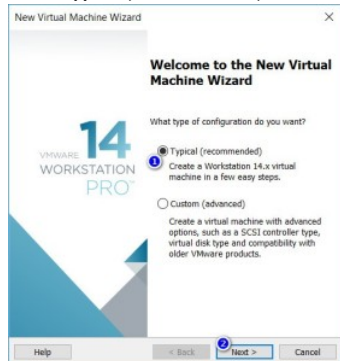 New Virtual Machine Wizard
Welcome to the New Virtual
Machine Wizard
What type of configuration do you want?
Typical (recommended)
1
Create a Workstation 14.x virtual
machine in a few easy steps.
Custom (advanced)
Create a virtual machine with advanced
options, such as a SCSI controller type,
virtual disk type and compatibility with
older VMware products.
VMWARE 14
WORKSTATION
PRO™
2
Help
< Back
Next >
Cancel